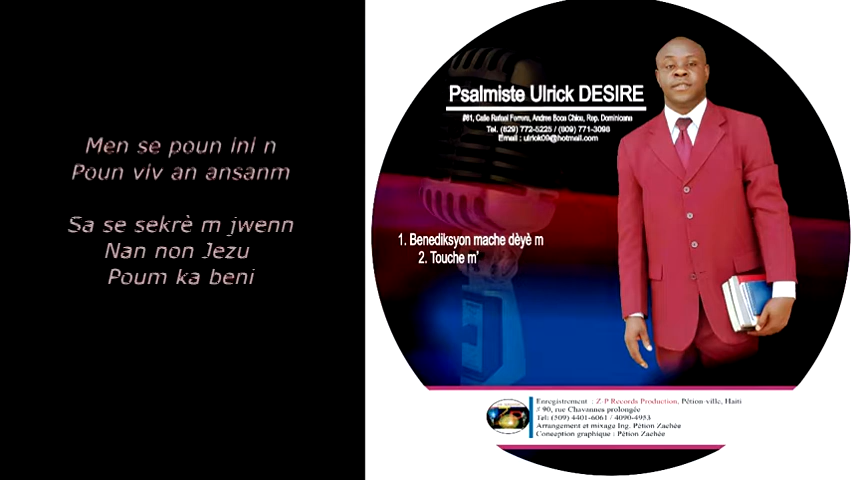 Men se poun ini n
Poun viv an ansanm
Sa se sekrè m jwenn
Nan non Jezu
Poum ka beni
Psalmiste Ulrick DESIRE
#61, Calle Rafael Ferrera, Andree Boca Chica, Rep. Dominicana
Tel. (829) 772-5225 / (809) 771-3098
Email : ulrick09@hotmail.com
1. Benediksyon mache dèyè m
2. Touche m'
Enregistrement : Z-P Records Production, Pétion-ville, Haiti
# 90, rue Chavannes prolongée
Tel: (509) 4401-6061 / 4090-4953
Arrangement et mixage Ing. Pétion Zachée
Conception graphique : Pétion Zachée